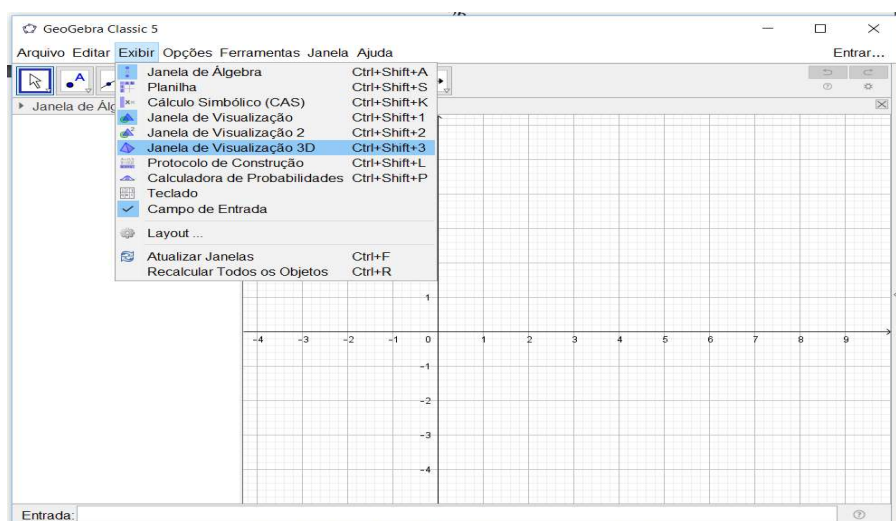 GeoGebra Classic 5
Arquivo Editar Exibir Opções Ferramentas Janela Ajuda
Entrar...
Janela de Álgebra Ctrl+Shift+A
Planilha Ctrl+Shift+S
Cálculo Simbólico (CAS) Ctrl+Shift+K
Janela de Visualização Ctrl+Shift+1
Janela de Visualização 2 Ctrl+Shift+2
Janela de Visualização 3D Ctrl+Shift+3
Protocolo de Construção Ctrl+Shift+L
Calculadora de Probabilidades Ctrl+Shift+P
Teclado
Campo de Entrada
Layout ...
Atualizar Janelas Ctrl+F
Recalcular Todos os Objetos Ctrl+R
A
Janela de Álg
1
-4 -3 -2 -1 0 1 2 3 4 5 6 7 8 9
-1
-2
-3
-4
Entrada: